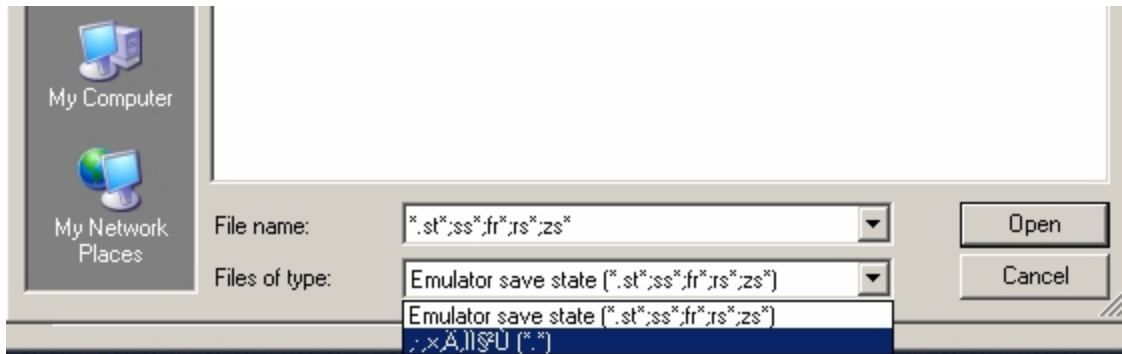 My Computer
My Network
Places
File name:
*.st*;ss*;fr*;rs*;zs*
Open
Files of type:
Emulator save state (*.st*;ss*;fr*;rs*;zs*)
Cancel
Emulator save state (*.st*;ss*;fr*;rs*;zs*)
(*.*)